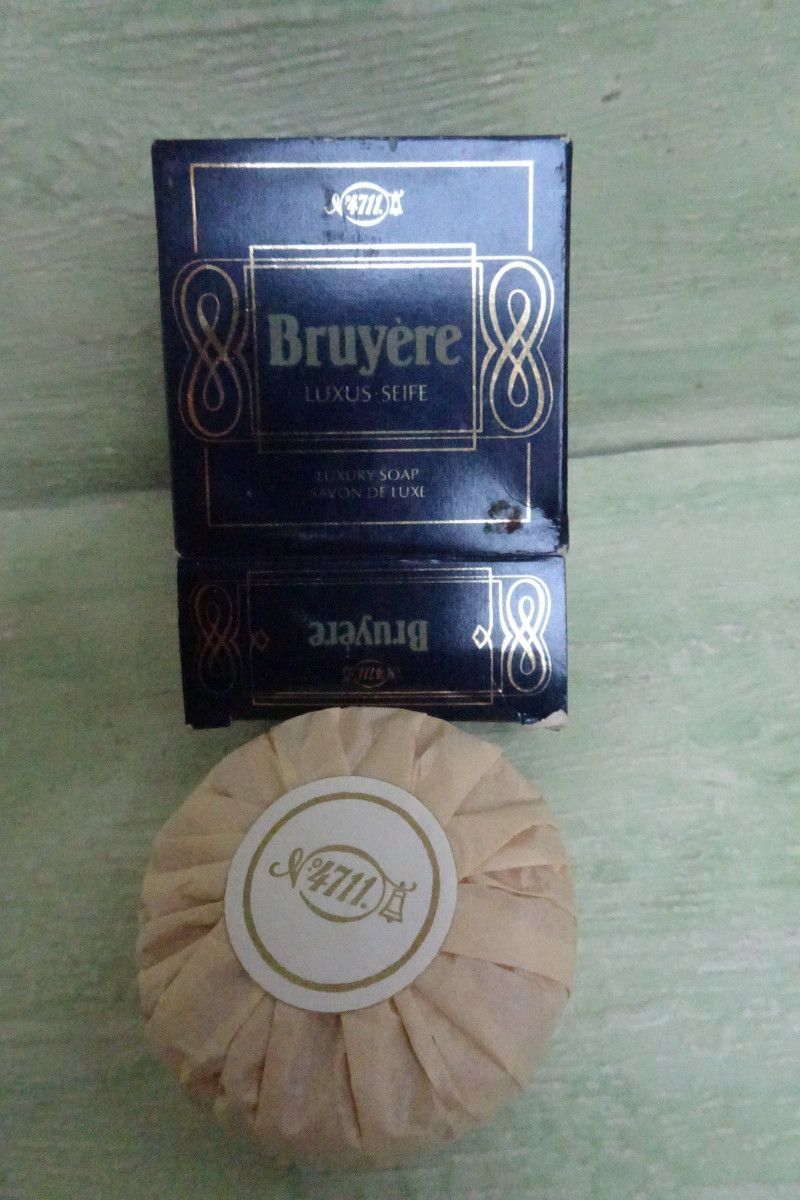 №4711.
Bruyère
LUXUS-SEIFE
LUXURY SOAP
SAVON DE LUXE
Bruyère
№4711.
№4711.